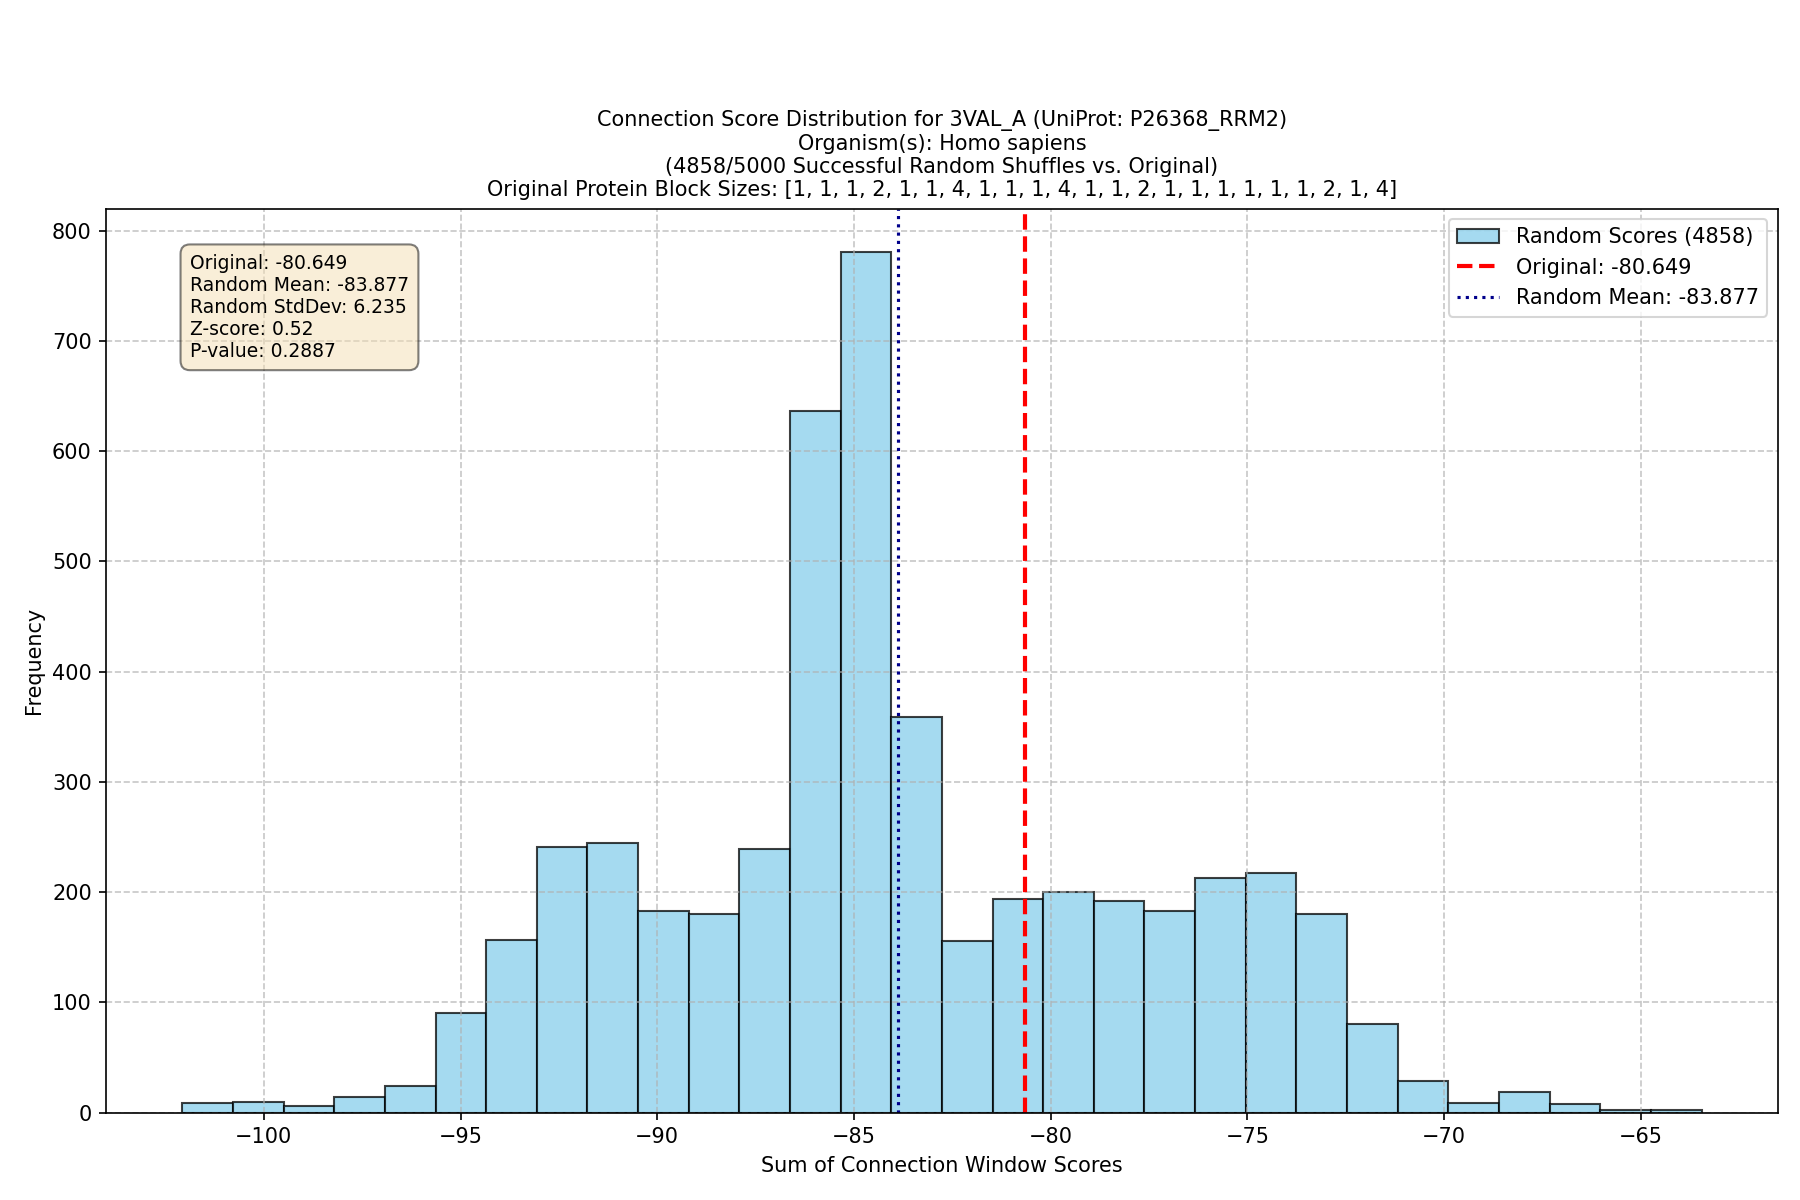 Connection Score Distribution for 3VAL_A (UniProt: P26368_RRM2)
Organism(s): Homo sapiens
(4858/5000 Successful Random Shuffles vs. Original)
Original Protein Block Sizes: [1, 1, 1, 2, 1, 1, 4, 1, 1, 1, 4, 1, 1, 2, 1, 1, 1, 1, 1, 1, 2, 1, 4]
Original: -80.649
Random Mean: -83.877
Random StdDev: 6.235
Z-score: 0.52
P-value: 0.2887
Random Scores (4858)
Original: -80.649
Random Mean: -83.877
Frequency
800
700
600
500
400
300
200
100
0
−100
−95
−90
−85
−80
−75
−70
−65
Sum of Connection Window Scores